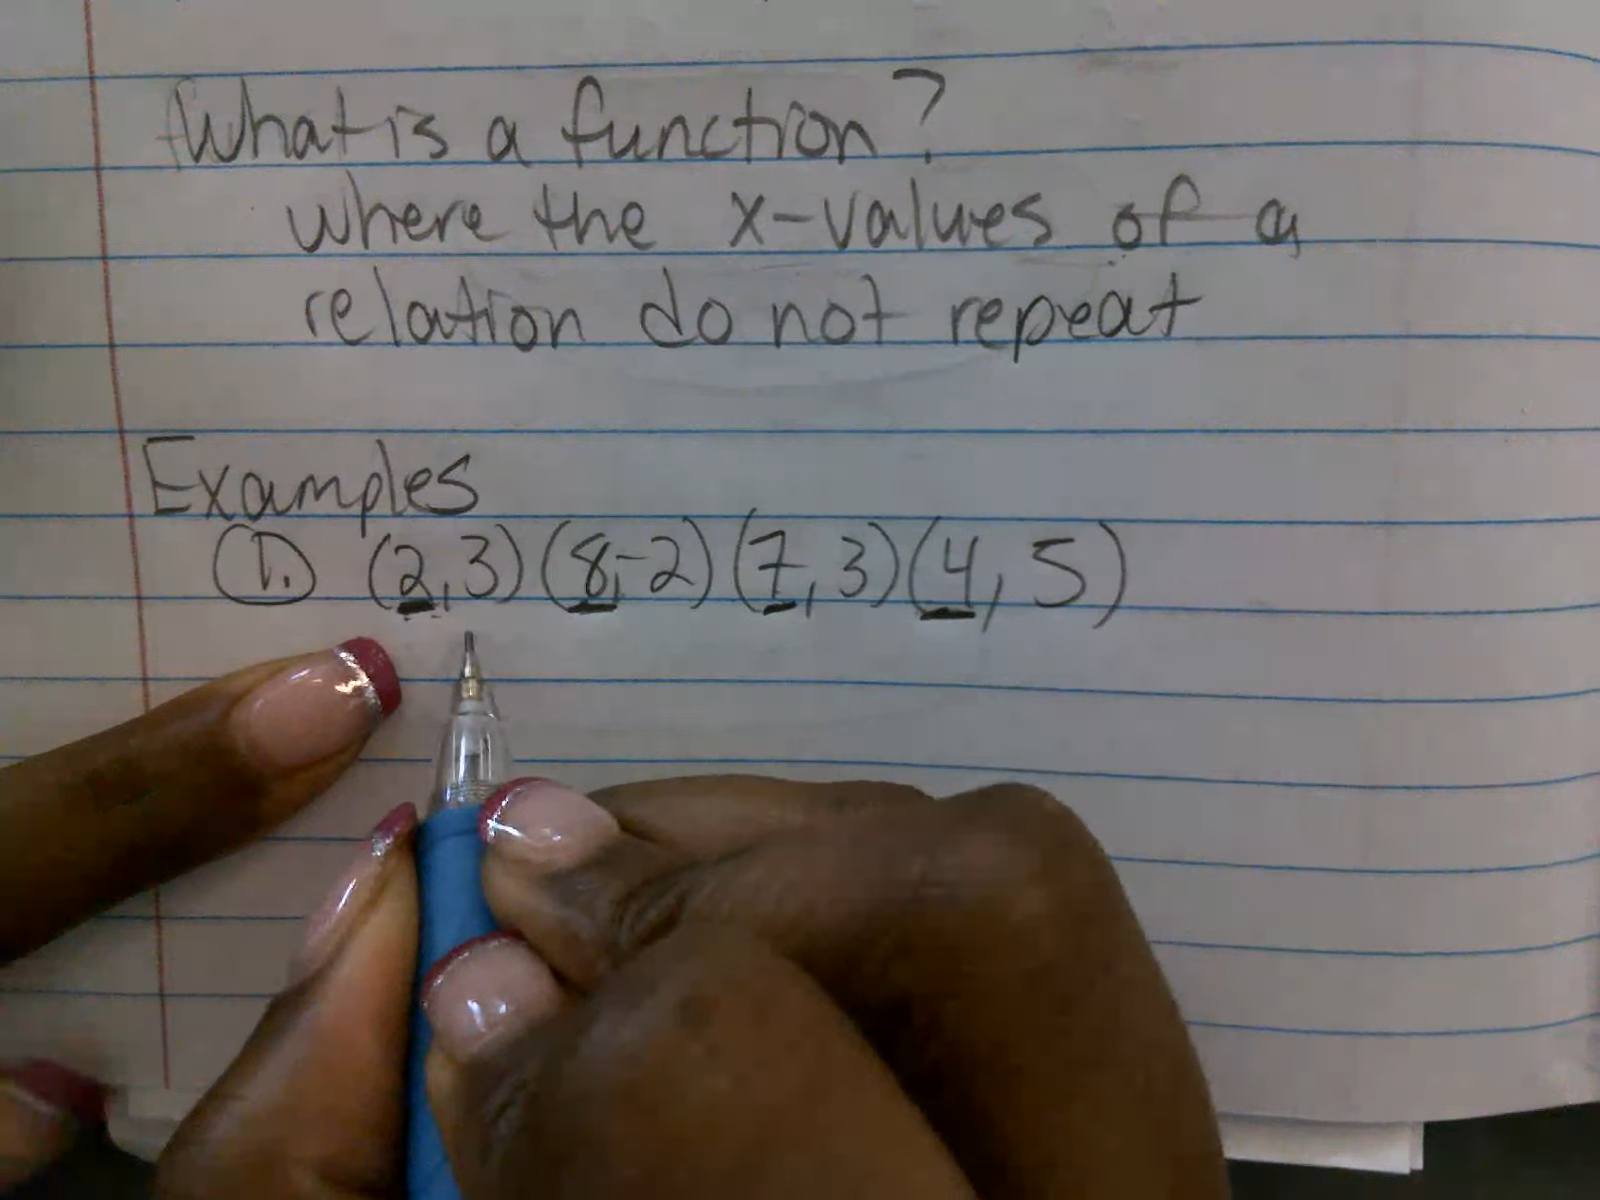 What is a function?
where the x-values of a
relation do not repeat
Examples
1. (2,3) (8,-2) (7,3) (4,5)